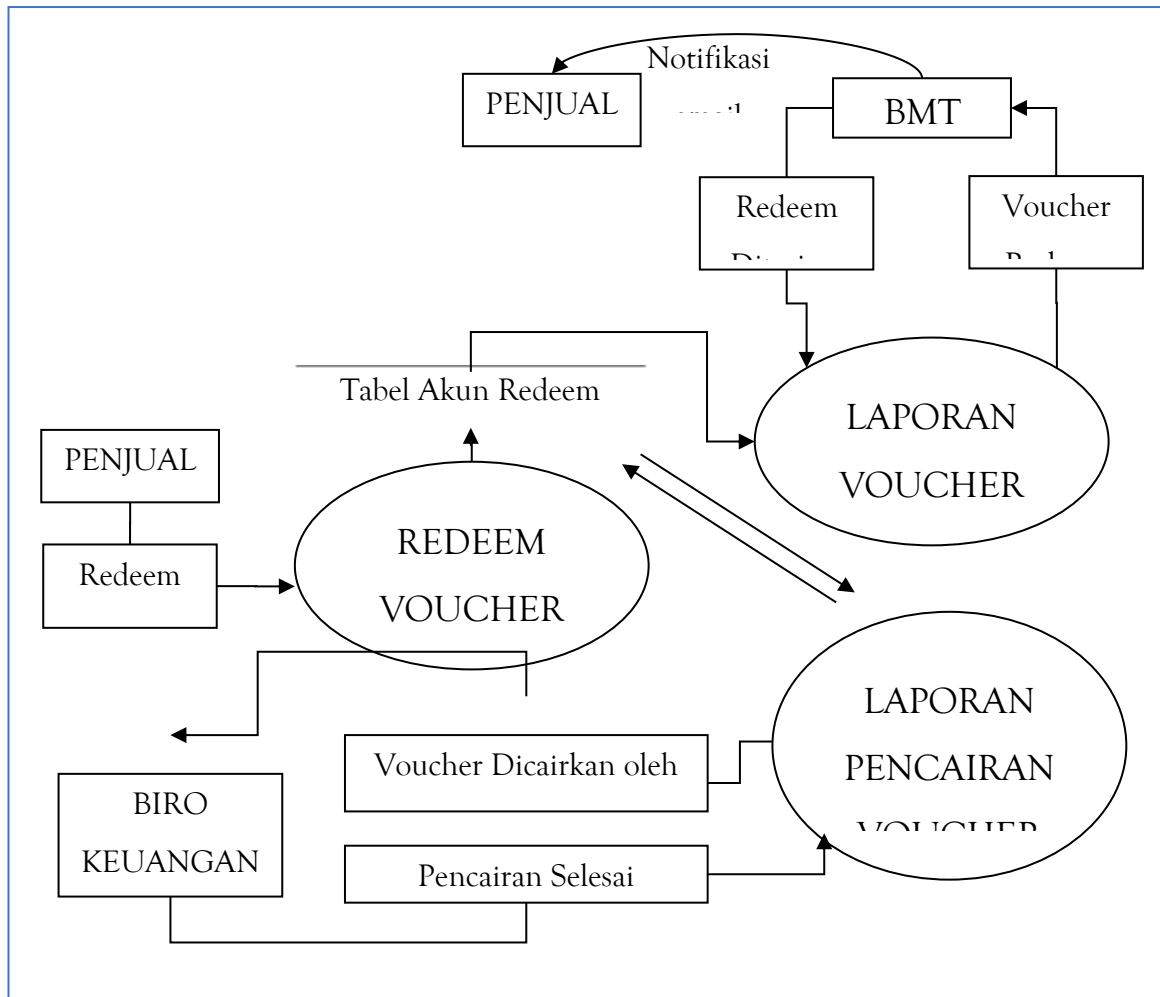 Notifikasi
PENJUAL
BMT
Redeem
Voucher
Tabel Akun Redeem
LAPORAN
VOUCHER
PENJUAL
Redeem
REDEEM
VOUCHER
LAPORAN
PENCAIRAN
VOUCHER
Voucher Dicairkan oleh
BIRO
KEUANGAN
Pencairan Selesai